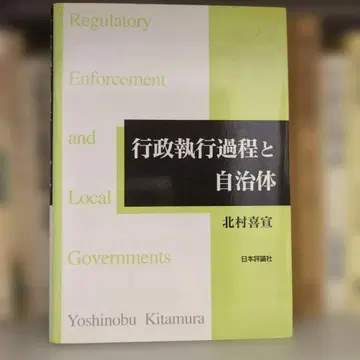 Regulatory
Enforcement
and
Local
Governments
行政執行過程と
自治体
北村喜宣
日本評論社
Yoshinobu Kitamura